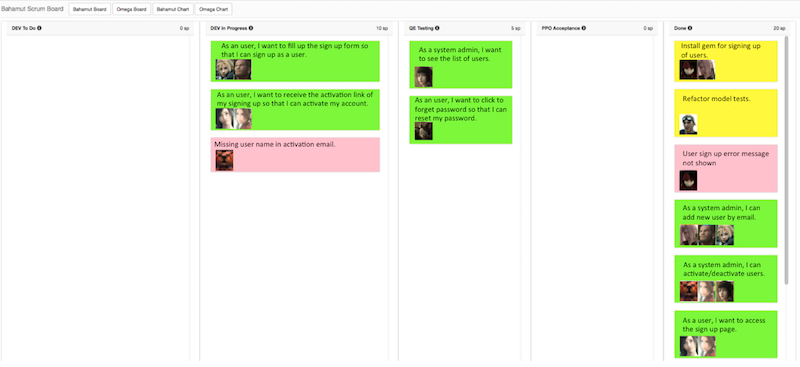 Bahamut Scrum Board Bahamut Board Omega Board Bahamut Chart Omega Chart
DEV To Do 0 sp
DEV in Progress 10 sp
As an user, I want to fill up the sign up form so
that I can sign up as a user.
As an user, I want to receive the activation link of
my signing up so that I can activate my account.
Missing user name in activation email.
QE Testing 5 sp
As a system admin, I want
to see the list of users.
As an user, I want to click to
forget password so that I can
reset my password.
PPO Acceptance 0 sp
Done 20 sp
Install gem for signing up
of users.
Refactor model tests.
User sign up error message
not shown
As a system admin, I can
add new user by email.
As a system admin, I can
activate/deactivate users.
As a user, i want to access
the sign up page.